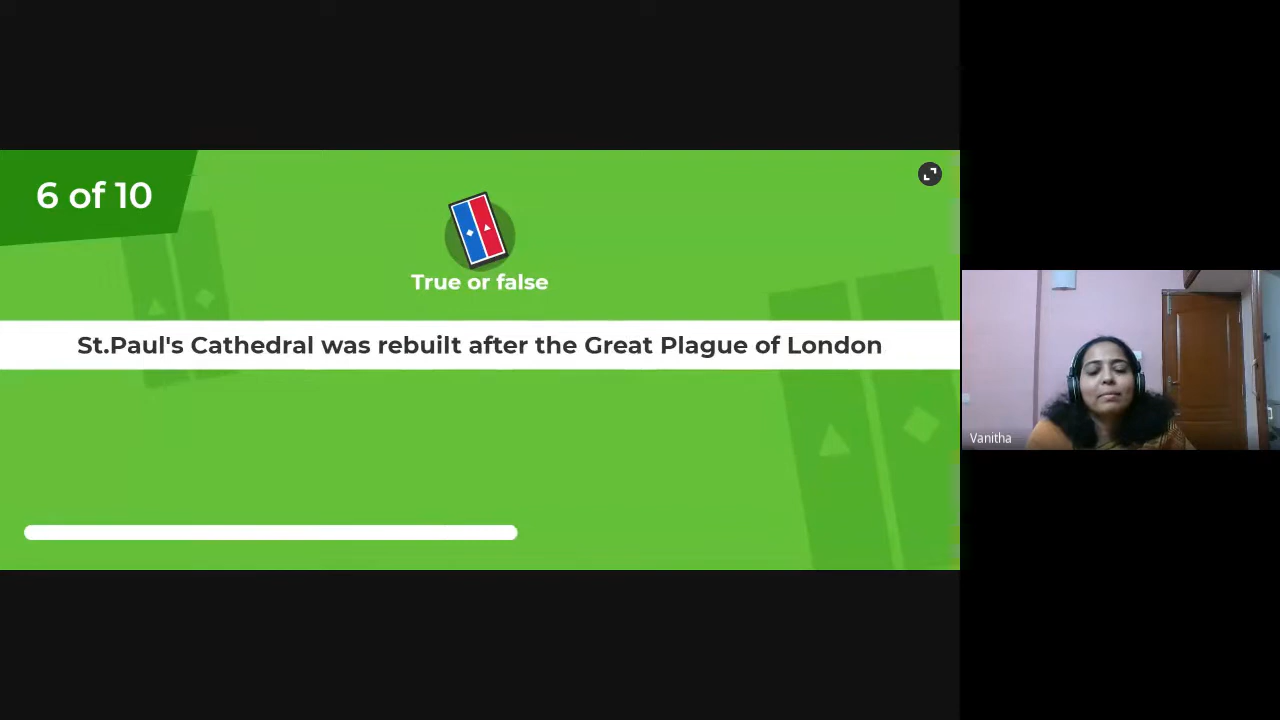 6 of 10
True or false
St.Paul's Cathedral was rebuilt after the Great Plague of London
Vanitha